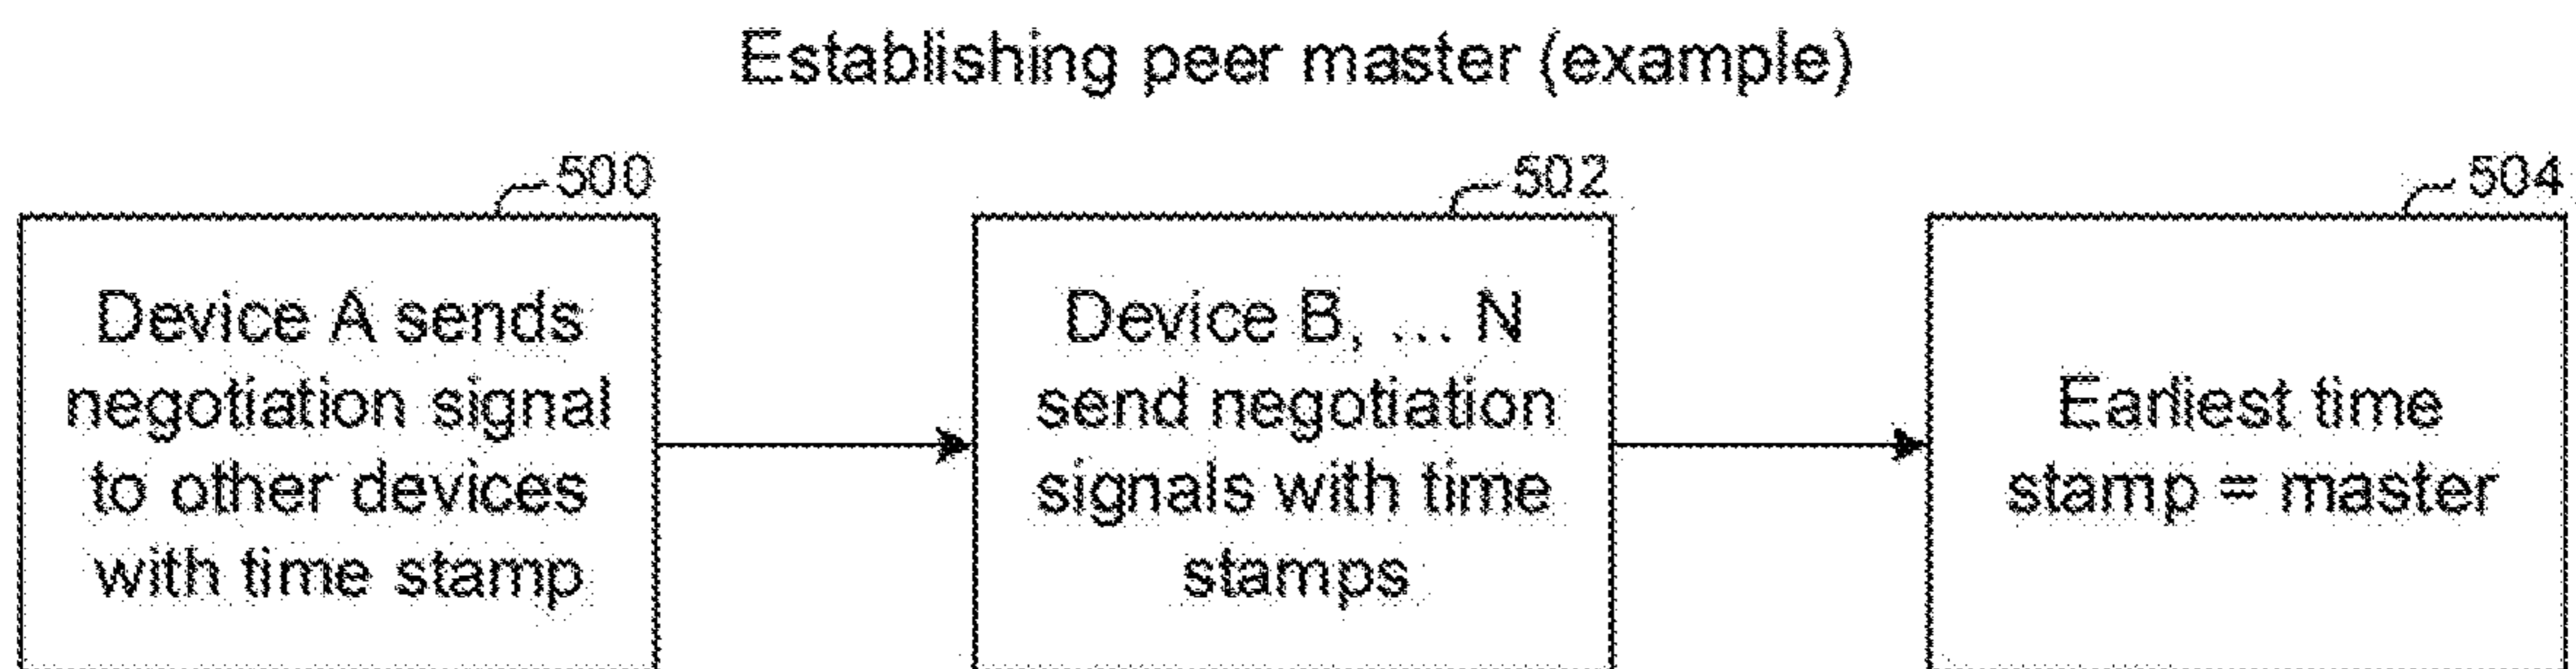 Establishing peer master (example)
500
Device A sends
negotiation signal
to other devices
with time stamp
502
Device B, ... N
send negotiation
signals with time
stamps
504
Earliest time
stamp = master